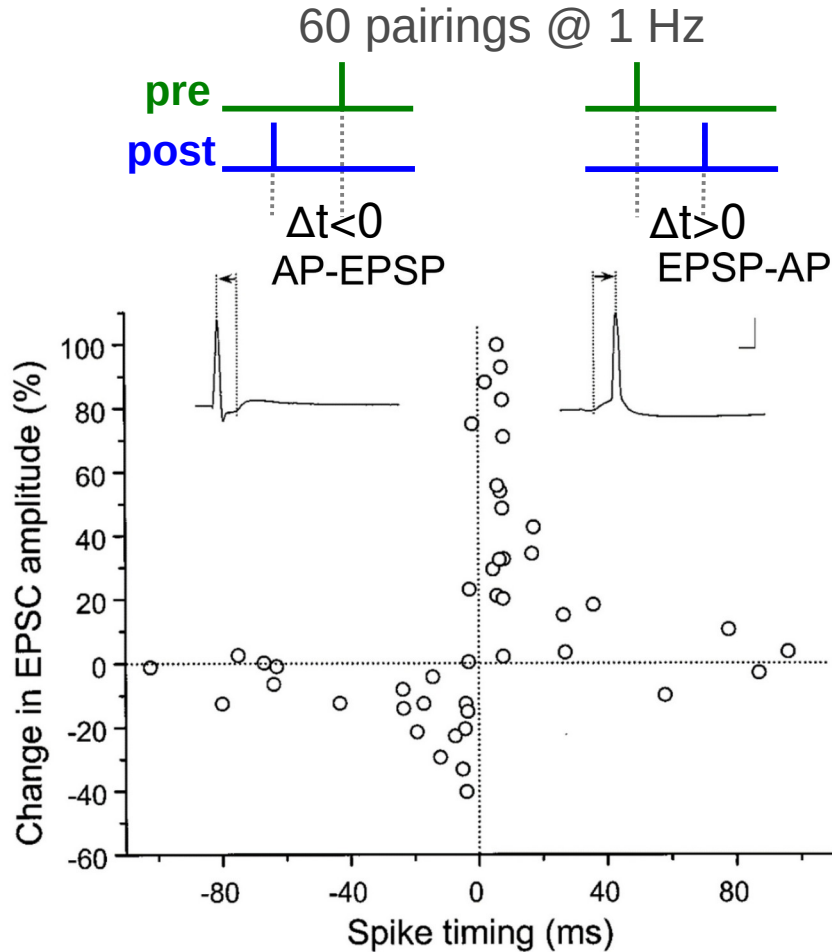 60 pairings @ 1 Hz
pre
post
Δt<0
Δt>0
AP-EPSP
EPSP-AP
Change in EPSC amplitude (%)
100
80
60
40
20
0
-20
-40
-60
-80
-40
0
40
80
Spike timing (ms)